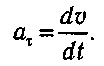 a_τ = dv/dt.